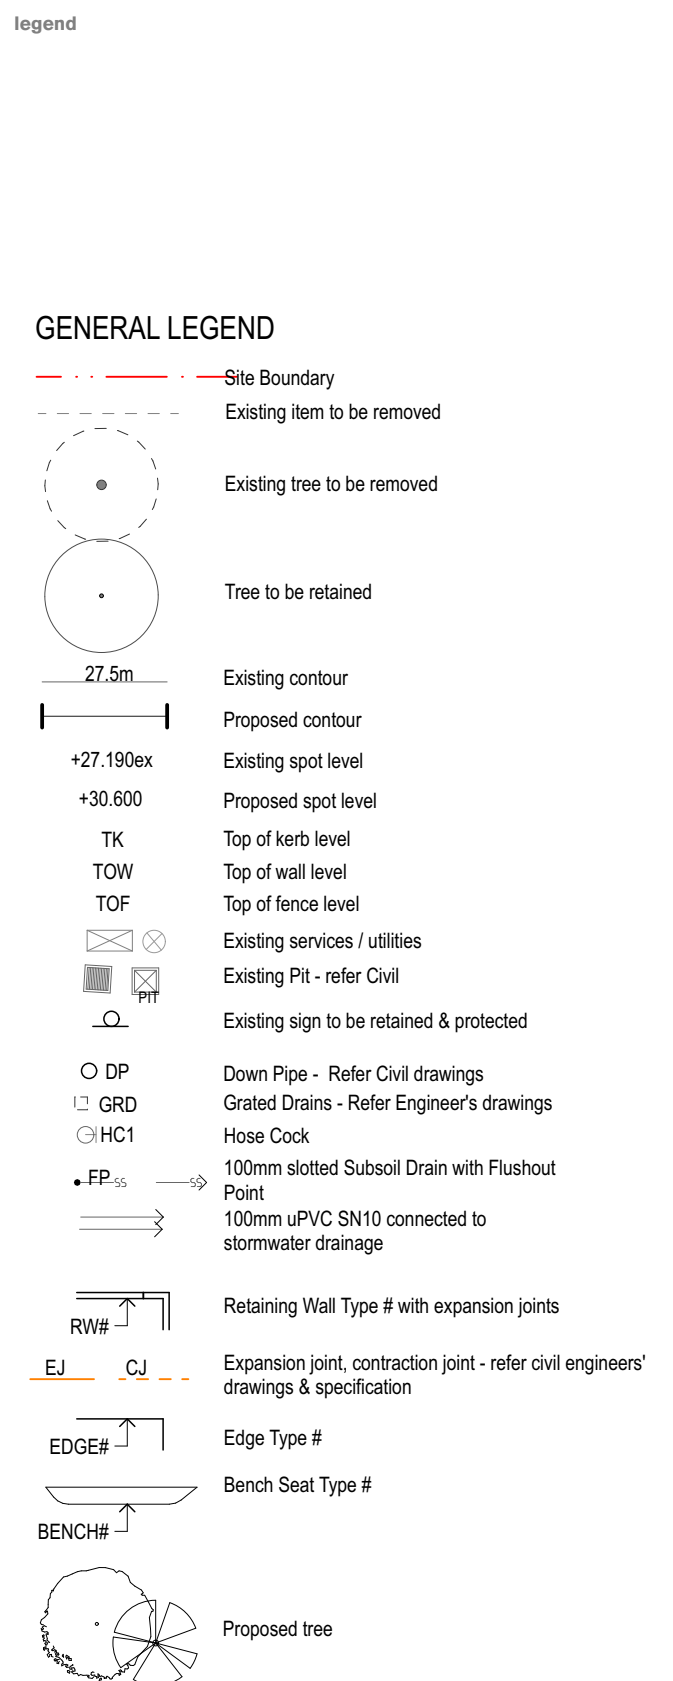 legend
GENERAL LEGEND
Site Boundary
Existing item to be removed
Existing tree to be removed
Tree to be retained
27.5m Existing contour
Proposed contour
+27.190ex Existing spot level
+30.600 Proposed spot level
TK Top of kerb level
TOW Top of wall level
TOF Top of fence level
Existing services / utilities
Existing Pit - refer Civil
PIT
Existing sign to be retained & protected
DP Down Pipe - Refer Civil drawings
GRD Grated Drains - Refer Engineer's drawings
HC1 Hose Cock
FP SS SS 100mm slotted Subsoil Drain with Flushout
Point
100mm uPVC SN10 connected to
stormwater drainage
Retaining Wall Type # with expansion joints
RW#
EJ CJ Expansion joint, contraction joint - refer civil engineers'
drawings & specification
Edge Type #
EDGE#
Bench Seat Type #
BENCH#
Proposed tree